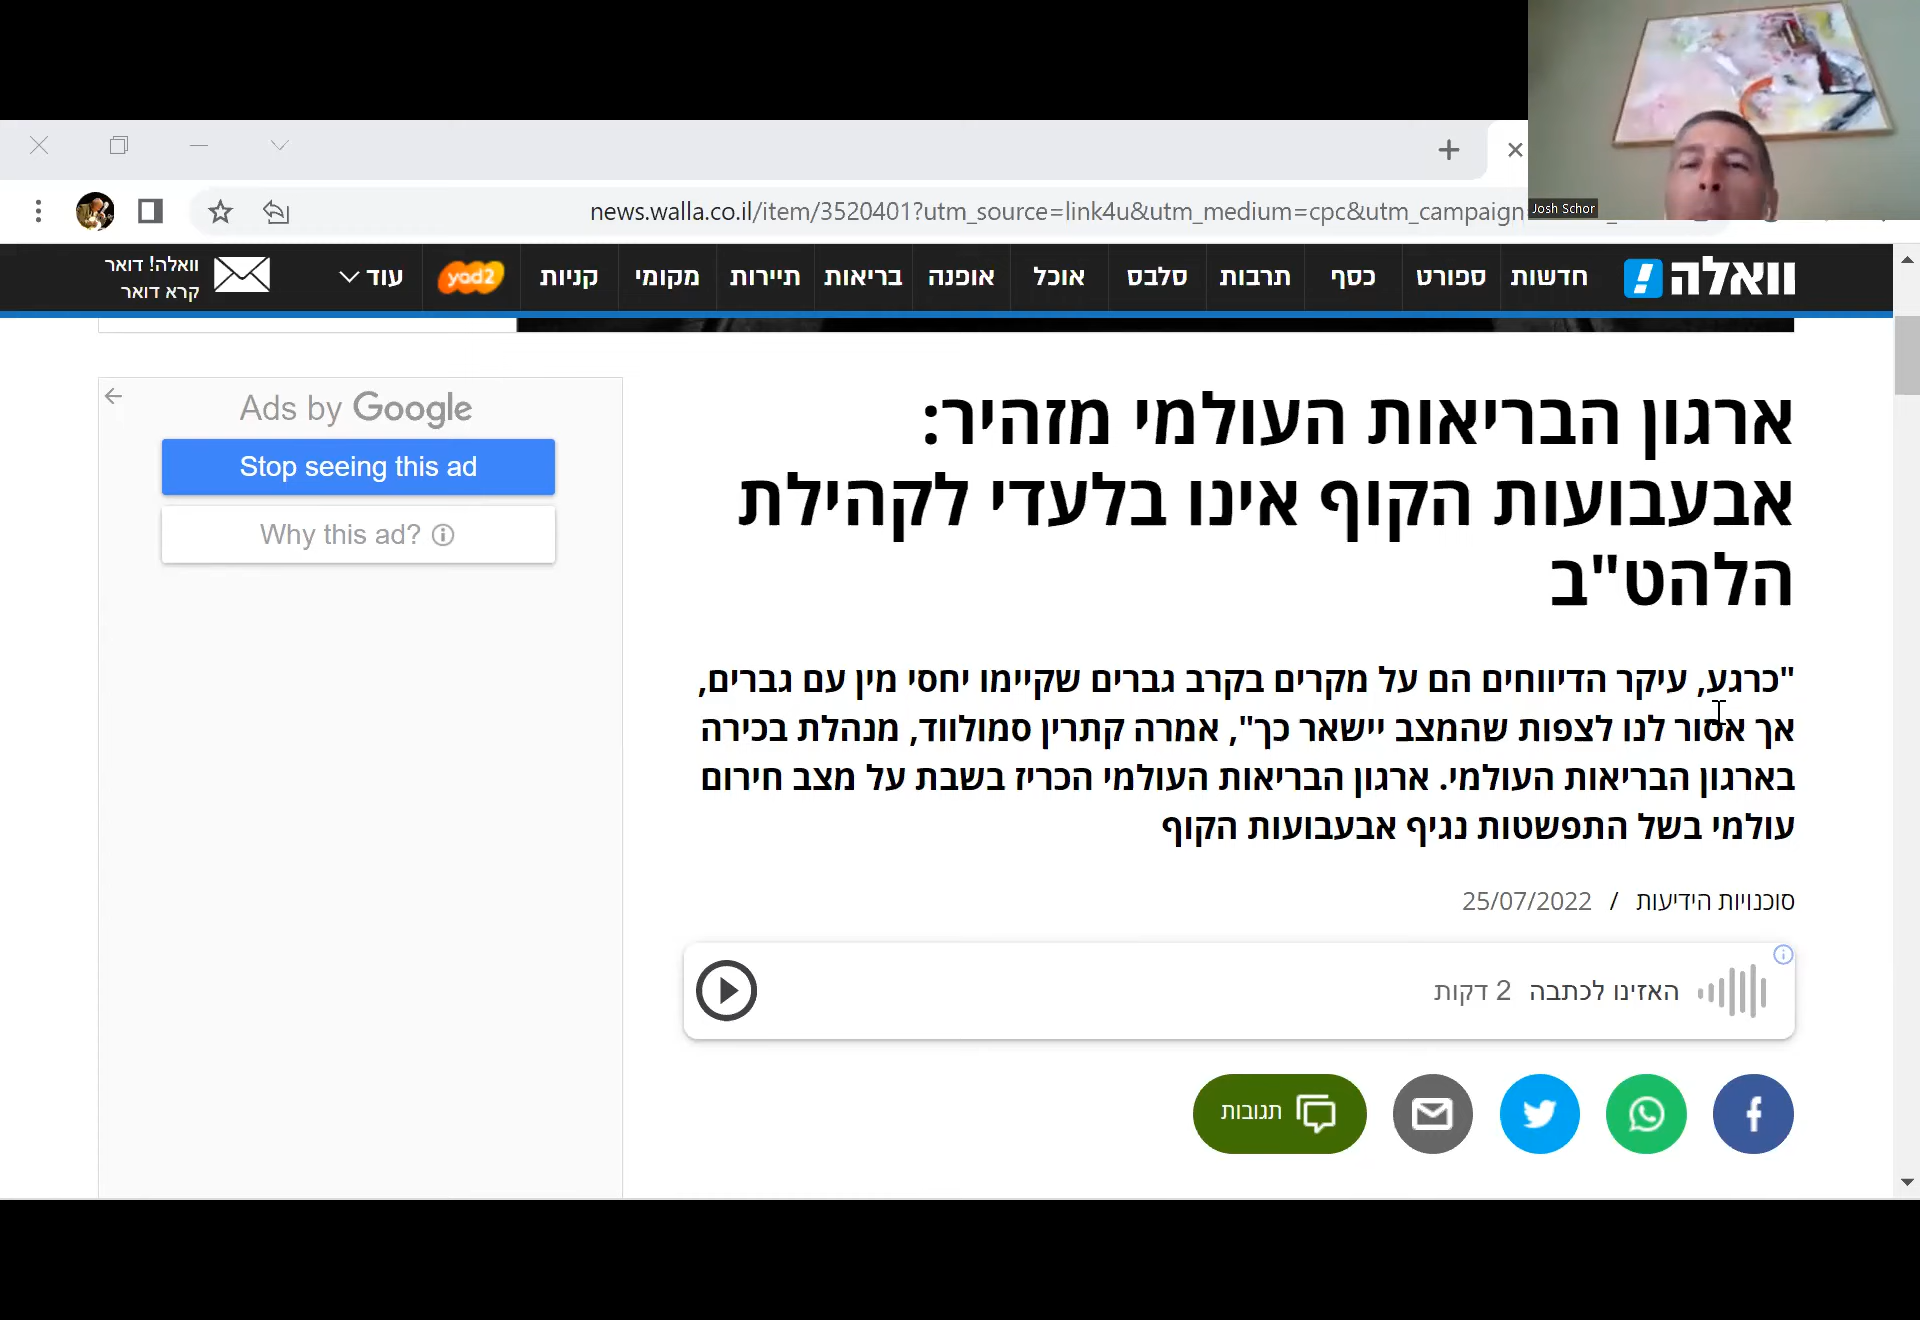 Josh Schor
news.walla.co.il/item/3520401?utm_source=link4u&utm_medium=cpc&utm_campaign
וואלה! חדשות ספורט כסף תרבות סלבס אוכל אופנה בריאות תיירות מקומי קניות yad2 עוד
וואלה! דואר
קרא דואר
ארגון הבריאות העולמי מזהיר:
אבעבועות הקוף אינו בלעדי לקהילת
הלהט"ב
"כרגע, עיקר הדיווחים הם על מקרים בקרב גברים שקיימו יחסי מין עם גברים,
אך אסור לנו לצפות שהמצב יישאר כך", אמרה קתרין סמולווד, מנהלת בכירה
בארגון הבריאות העולמי. ארגון הבריאות העולמי הכריז בשבת על מצב חירום
עולמי בשל התפשטות נגיף אבעבועות הקוף
סוכנויות הידיעות / 25/07/2022
האזינו לכתבה 2 דקות
תגובות
Ads by Google
Stop seeing this ad
Why this ad?